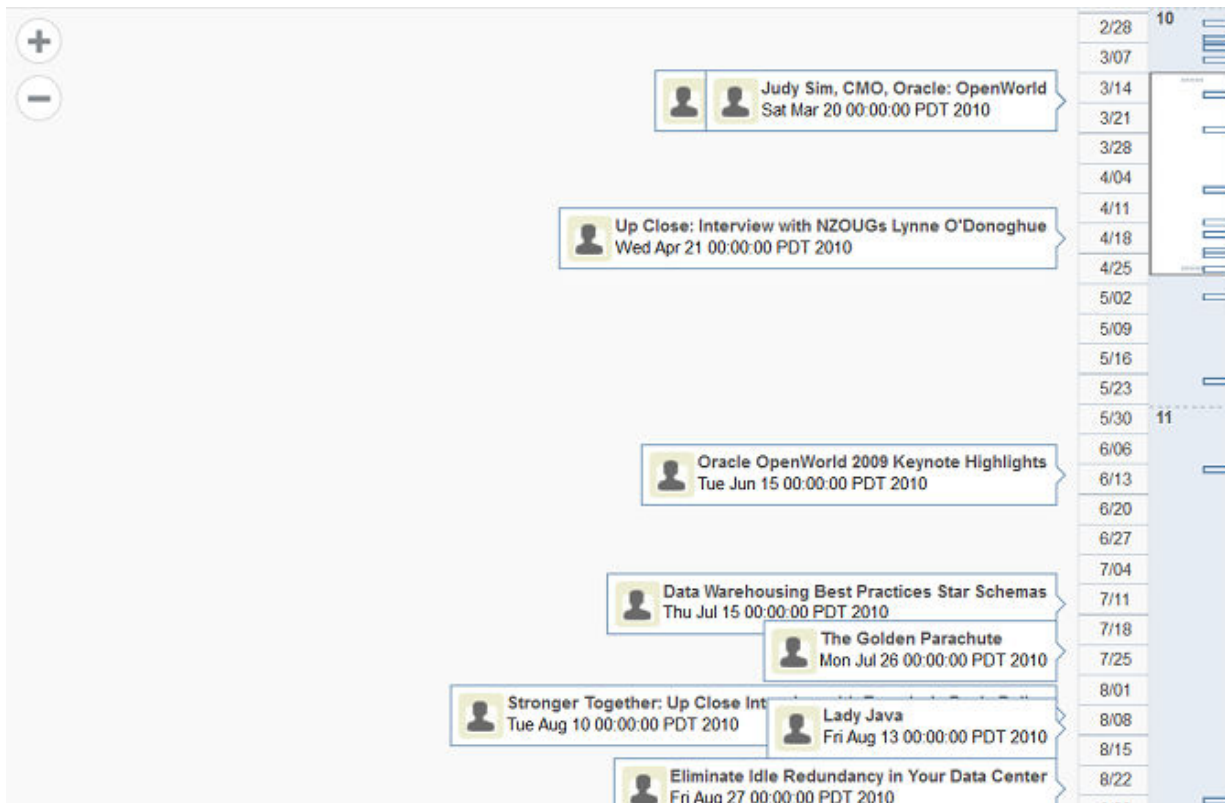 Judy Sim, CMO, Oracle: OpenWorld
Sat Mar 20 00:00:00 PDT 2010
Up Close: Interview with NZOUGs Lynne O'Donoghue
Wed Apr 21 00:00:00 PDT 2010
Oracle OpenWorld 2009 Keynote Highlights
Tue Jun 15 00:00:00 PDT 2010
Data Warehousing Best Practices Star Schemas
Thu Jul 15 00:00:00 PDT 2010
The Golden Parachute
Mon Jul 26 00:00:00 PDT 2010
Stronger Together: Up Close
Tue Aug 10 00:00:00 PDT 2010
Lady Java
Fri Aug 13 00:00:00 PDT 2010
Eliminate Idle Redundancy in Your Data Center
Fri Aug 27 00:00:00 PDT 2010
2/28
3/07
3/14
3/21
3/28
4/04
4/11
4/18
4/25
5/02
5/09
5/16
5/23
5/30
6/06
6/13
6/20
6/27
7/04
7/11
7/18
7/25
8/01
8/08
8/15
8/22
10
11